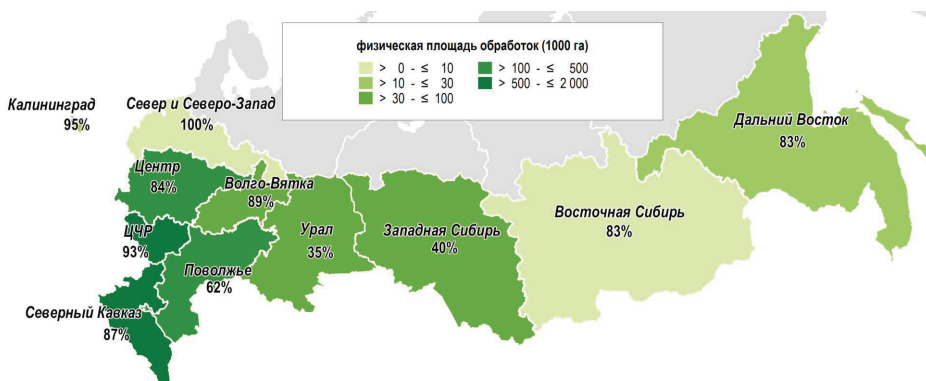 физическая площадь обработок (1000 га)
> 0 - ≤ 10
> 10 - ≤ 30
> 30 - ≤ 100
> 100 - ≤ 500
> 500 - ≤ 2 000
Калининград
95%
Север и Северо-Запад
100%
Центр
84%
Волго-Вятка
89%
ЦЧР
93%
Поволжье
62%
Северный Кавказ
87%
Урал
35%
Западная Сибирь
40%
Восточная Сибирь
83%
Дальний Восток
83%